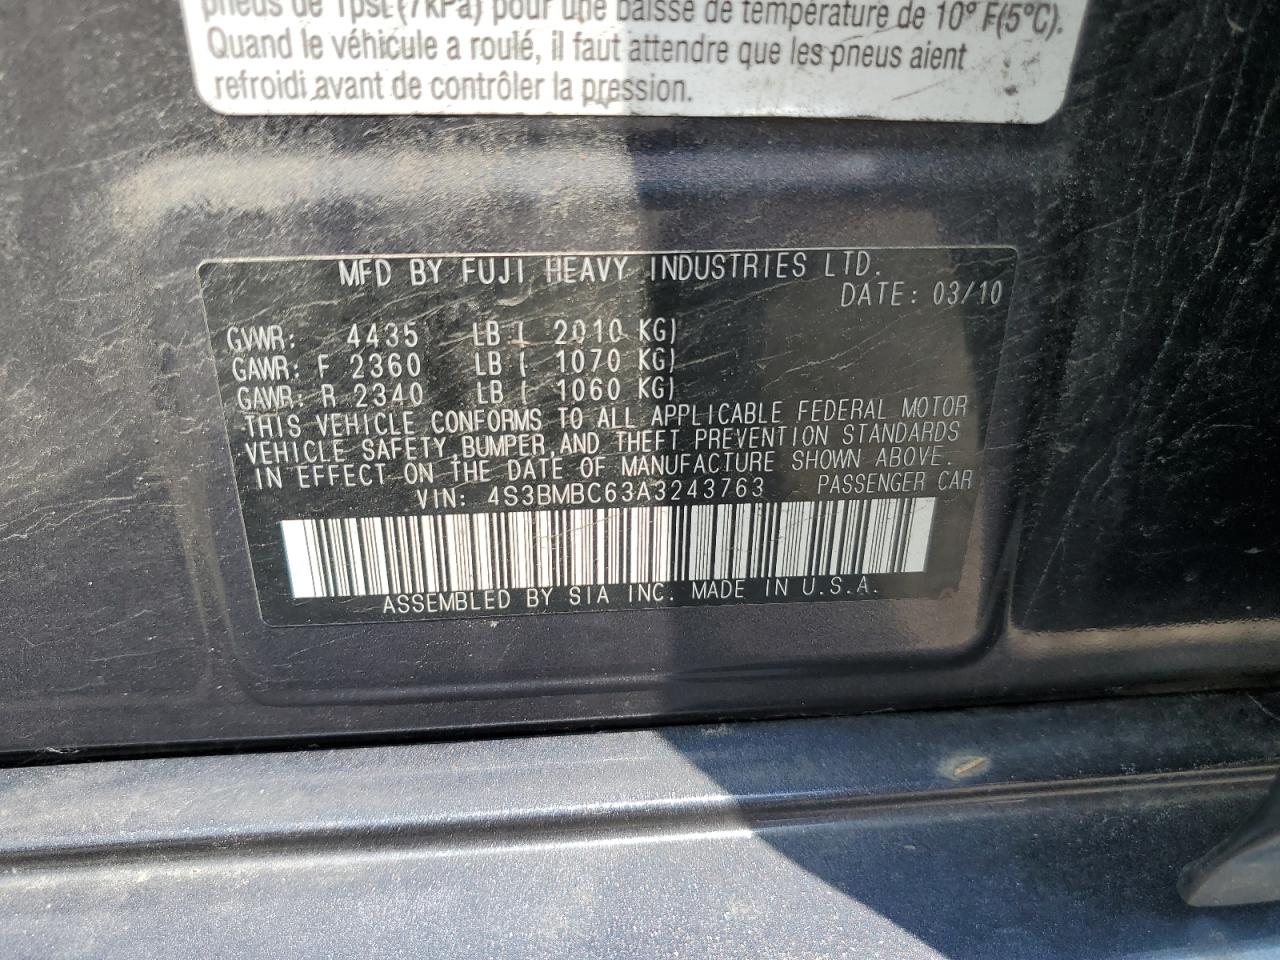 pneus de 1psi (7kPa) pour une baisse de température de 10° F(5°C).
Quand le véhicule a roulé, il faut attendre que les pneus aient
refroidi avant de contrôler la pression.
MFD BY FUJI HEAVY INDUSTRIES LTD.
DATE: 03/10
GVWR: 4435 LB ( 2010 KG)
GAWR: F 2360 LB ( 1070 KG)
GAWR: R 2340 LB ( 1060 KG)
THIS VEHICLE CONFORMS TO ALL APPLICABLE FEDERAL MOTOR
VEHICLE SAFETY, BUMPER, AND THEFT PREVENTION STANDARDS
IN EFFECT ON THE DATE OF MANUFACTURE SHOWN ABOVE.
VIN: 4S3BMBC63A3243763 PASSENGER CAR
ASSEMBLED BY SIA INC. MADE IN U.S.A.